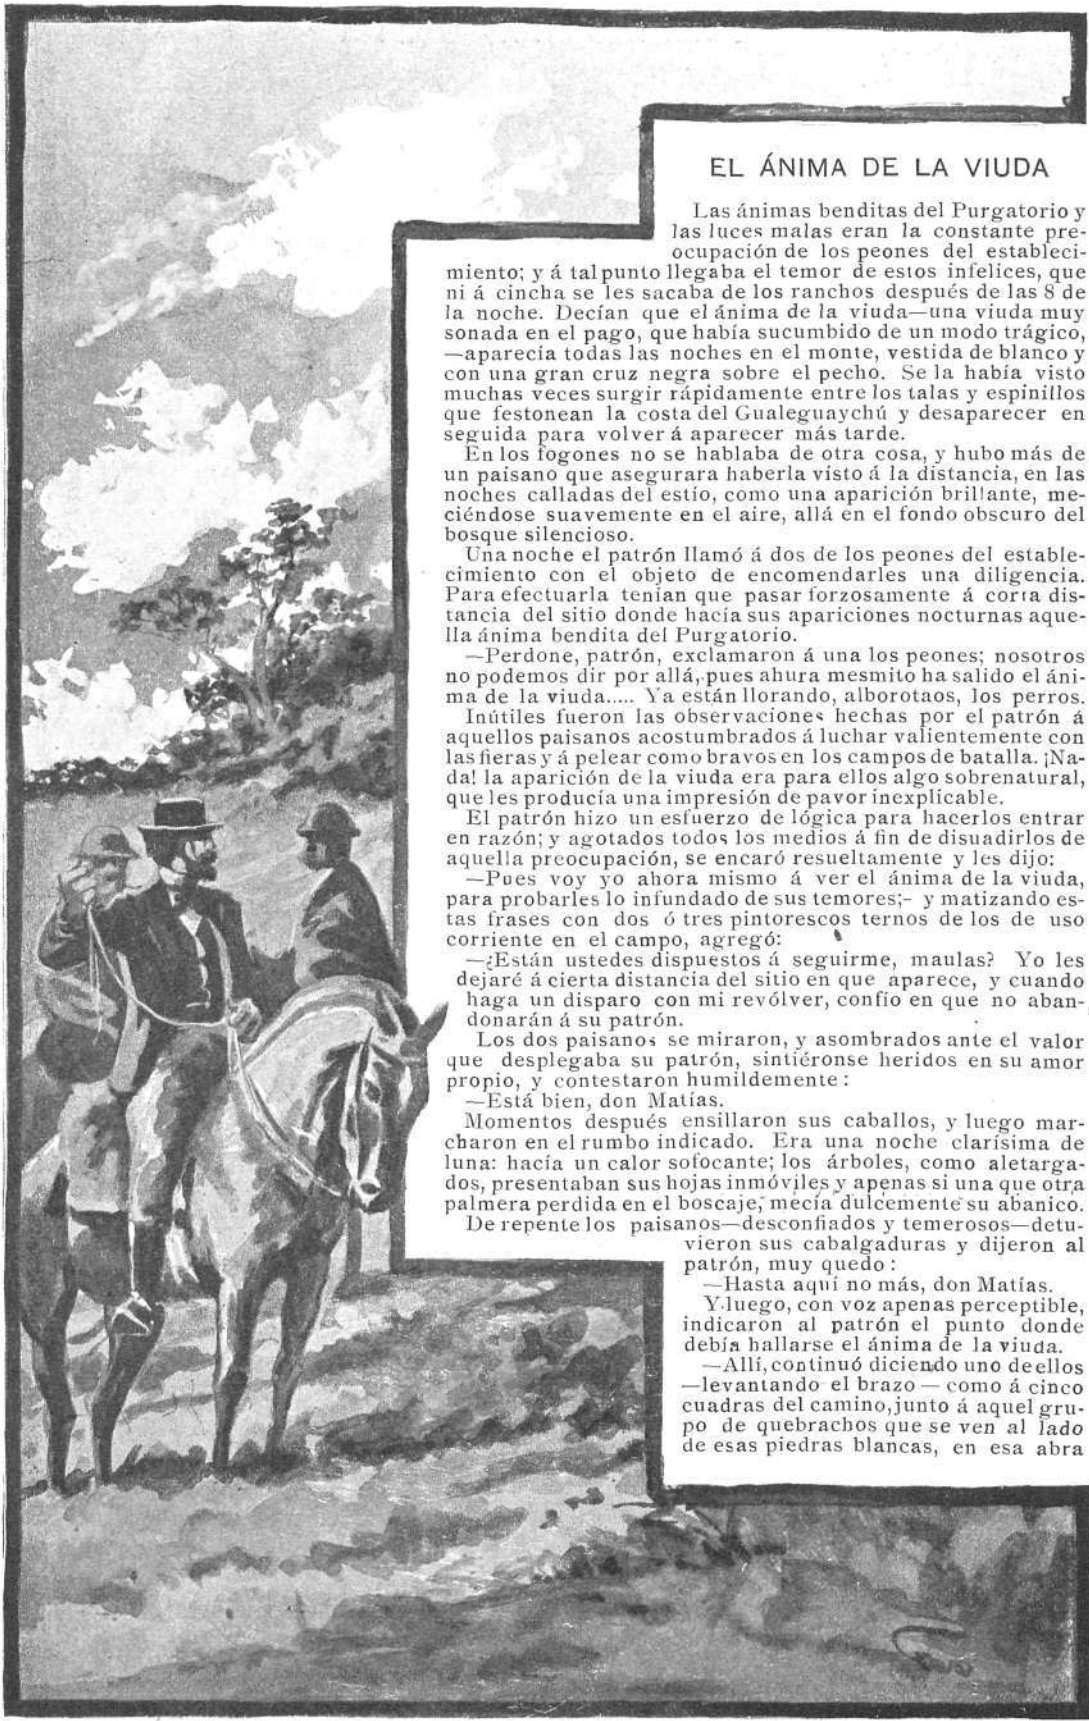 EL ÁNIMA DE LA VIUDA
Las ánimas benditas del Purgatorio y
las luces malas eran la constante pre-
ocupación de los peones del estableci-
miento; y á tal punto llegaba el temor de estos infelices, que
ni á cincha se les sacaba de los ranchos después de las 8 de
la noche. Decían que el ánima de la viuda—una viuda muy
sonada en el pago, que había sucumbido de un modo trágico,
—aparecía todas las noches en el monte, vestida de blanco y
con una gran cruz negra sobre el pecho. Se la había visto
muchas veces surgir rápidamente entre los talas y espinillos
que festonean la costa del Gualeguaychú y desaparecer en
seguida para volver á aparecer más tarde.
En los fogones no se hablaba de otra cosa, y hubo más de
un paisano que asegurara haberla visto á la distancia, en las
noches calladas del estío, como una aparición brillante, me-
ciéndose suavemente en el aire, allá en el fondo obscuro del
bosque silencioso.
Una noche el patrón llamó á dos de los peones del estable-
cimiento con el objeto de encomendarles una diligencia.
Para efectuarla tenían que pasar forzosamente á corta dis-
tancia del sitio donde hacía sus apariciones nocturnas aque-
lla ánima bendita del Purgatorio.
—Perdone, patrón, exclamaron á una los peones; nosotros
no podemos dir por allá, pues ahura mesmito ha salido el áni-
ma de la viuda..... Ya están llorando, alborotaos, los perros.
Inútiles fueron las observaciones hechas por el patrón á
aquellos paisanos acostumbrados á luchar valientemente con
las fieras y á pelear como bravos en los campos de batalla. ¡Na-
da! la aparición de la viuda era para ellos algo sobrenatural,
que les producía una impresión de pavor inexplicable.
El patrón hizo un esfuerzo de lógica para hacerlos entrar
en razón; y agotados todos los medios á fin de disuadirlos de
aquella preocupación, se encaró resueltamente y les dijo:
—Pues voy yo ahora mismo á ver el ánima de la viuda,
para probarles lo infundado de sus temores;- y matizando es-
tas frases con dos ó tres pintorescos ternos de los de uso
corriente en el campo, agregó:
—¿Están ustedes dispuestos á seguirme, maulas? Yo les
dejaré á cierta distancia del sitio en que aparece, y cuando
haga un disparo con mi revólver, confío en que no aban-
donarán á su patrón.
Los dos paisanos se miraron, y asombrados ante el valor
que desplegaba su patrón, sintiéronse heridos en su amor
propio, y contestaron humildemente:
—Está bien, don Matías.
Momentos después ensillaron sus caballos, y luego mar-
charon en el rumbo indicado. Era una noche clarísima de
luna: hacía un calor sofocante; los árboles, como aletarga-
dos, presentaban sus hojas inmóviles y apenas si una que otra
palmera perdida en el boscaje, mecía dulcemente su abanico.
De repente los paisanos—desconfiados y temerosos—detu-
vieron sus cabalgaduras y dijeron al
patrón, muy quedo:
—Hasta aquí no más, don Matías.
Y luego, con voz apenas perceptible,
indicaron al patrón el punto donde
debía hallarse el ánima de la viuda.
—Allí, continuó diciendo uno de ellos
—levantando el brazo — como á cinco
cuadras del camino, junto á aquel gru-
po de quebrachos que se ven al lado
de esas piedras blancas, en esa abra